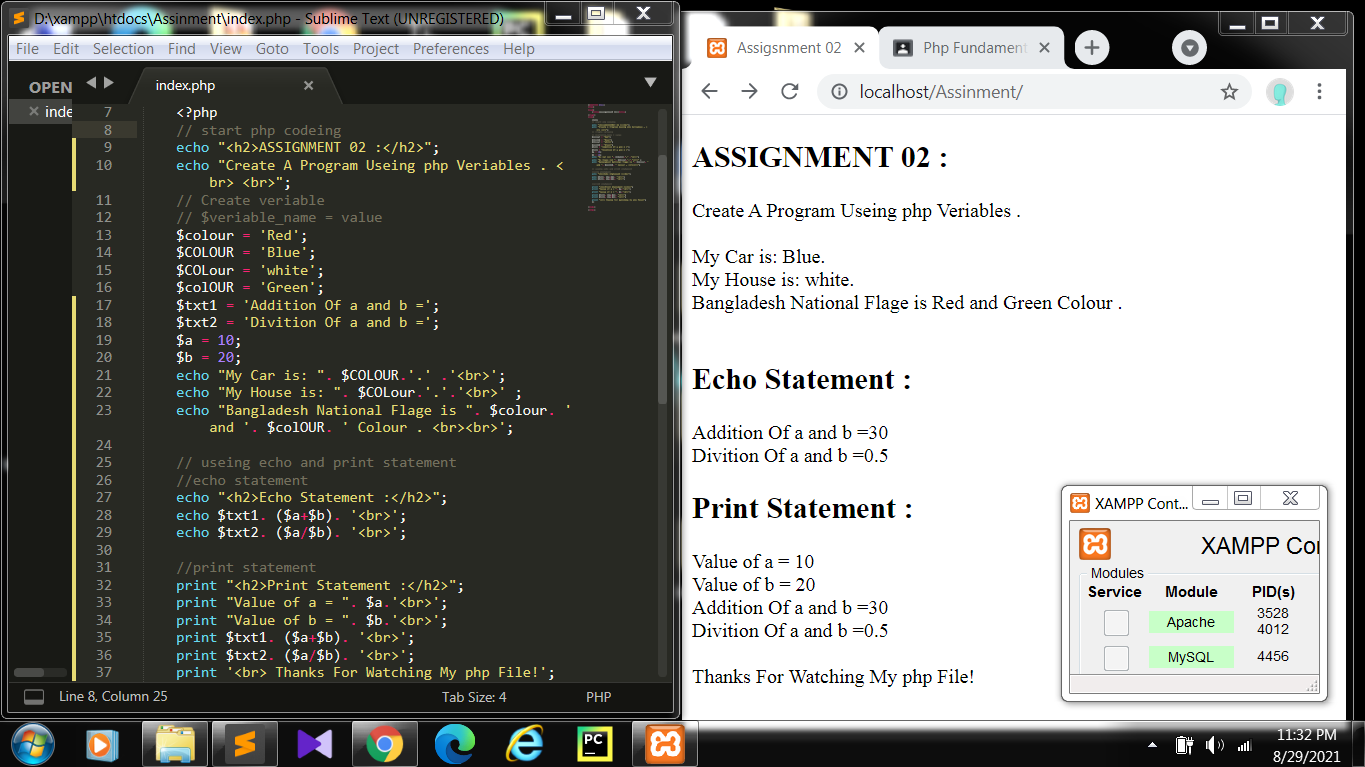 D:\xampp\htdocs\Assinment\index.php - Sublime Text (UNREGISTERED)
File Edit Selection Find View Goto Tools Project Preferences Help
OPEN
inde
index.php
7 <?php
8 // start php codeing
9 echo "<h2>ASSIGNMENT 02 :</h2>";
10 echo "Create A Program Useing php Veriables . <
br> <br>";
11 // Create veriable
12 // $veriable_name = value
13 $colour = 'Red';
14 $COLOUR = 'Blue';
15 $COLour = 'white';
16 $colOUR = 'Green';
17 $txt1 = 'Addition Of a and b =';
18 $txt2 = 'Divition Of a and b =';
19 $a = 10;
20 $b = 20;
21 echo "My Car is: ". $COLOUR.'.' .'<br>';
22 echo "My House is: ". $COLour.'.'.'<br>' ;
23 echo "Bangladesh National Flage is ". $colour. '
and '. $colOUR. ' Colour . <br><br>';
24
25 // useing echo and print statement
26 //echo statement
27 echo "<h2>Echo Statement :</h2>";
28 echo $txt1. ($a+$b). '<br>';
29 echo $txt2. ($a/$b). '<br>';
30
31 //print statement
32 print "<h2>Print Statement :</h2>";
33 print "Value of a = ". $a.'<br>';
34 print "Value of b = ". $b.'<br>';
35 print $txt1. ($a+$b). '<br>';
36 print $txt2. ($a/$b). '<br>';
37 print '<br> Thanks For Watching My php File!';
Line 8, Column 25 Tab Size: 4 PHP
Assigsnment 02
Php Fundament
localhost/Assinment/
ASSIGNMENT 02 :
Create A Program Useing php Veriables .
My Car is: Blue.
My House is: white.
Bangladesh National Flage is Red and Green Colour .
Echo Statement :
Addition Of a and b =30
Divition Of a and b =0.5
Print Statement :
Value of a = 10
Value of b = 20
Addition Of a and b =30
Divition Of a and b =0.5
Thanks For Watching My php File!
XAMPP Cont...
XAMPP Con
Modules
Service Module PID(s)
Apache 3528
4012
MySQL 4456
PC
11:32 PM
8/29/2021